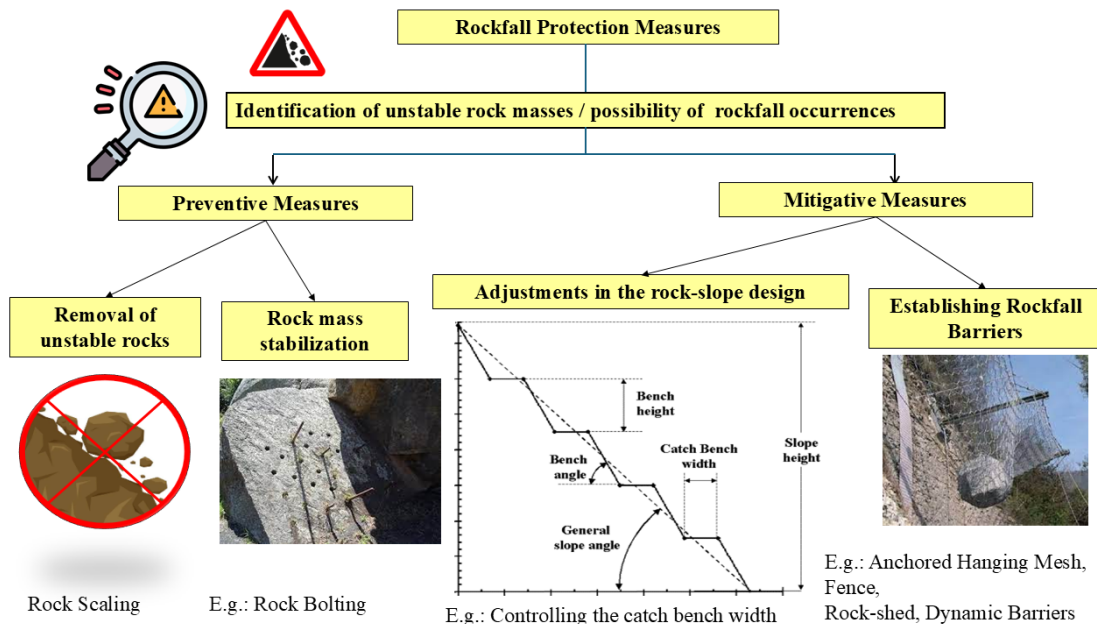 Rockfall Protection Measures
Identification of unstable rock masses / possibility of rockfall occurrences
Preventive Measures
Mitigative Measures
Removal of
unstable rocks
Rock mass
stabilization
Adjustments in the rock-slope design
Establishing Rockfall
Barriers
Bench
height
Slope
height
Catch Bench
width
Bench
angle
General
slope angle
Rock Scaling
E.g.: Rock Bolting
E.g.: Controlling the catch bench width
E.g.: Anchored Hanging Mesh,
Fence,
Rock-shed, Dynamic Barriers